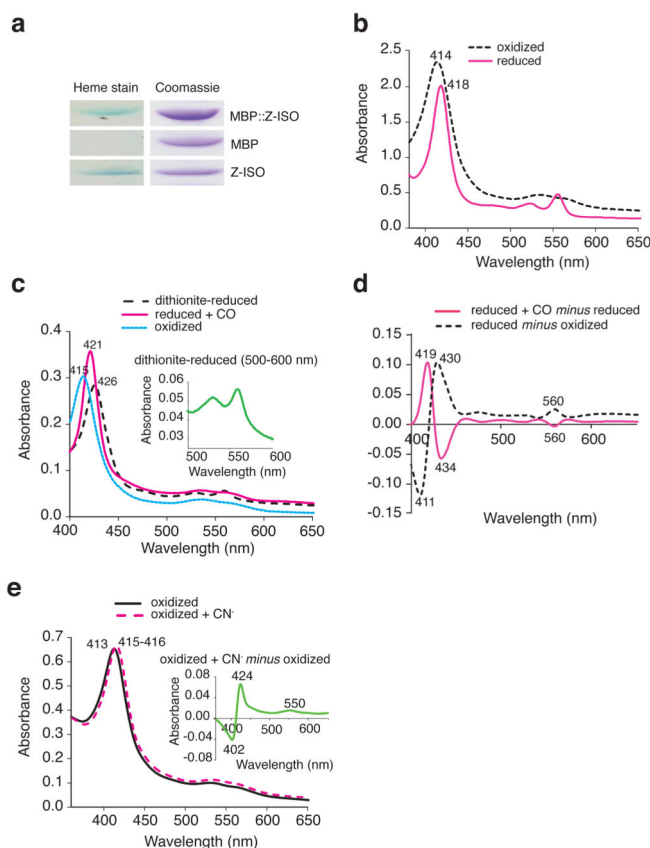 a
Heme stain Coomassie
MBP::Z-ISO
MBP
Z-ISO
b
oxidized
reduced
414
418
2.5
2.0
1.5
1.0
0.5
0.0
Absorbance
400 450 500 550 600 650
Wavelength (nm)
c
dithionite-reduced
reduced + CO
oxidized
421
415
426
0.4
0.3
0.2
0.1
0.0
Absorbance
400 450 500 550 600 650
Wavelength (nm)
dithionite-reduced (500-600 nm)
0.06
0.05
0.04
0.03
Absorbance
500 600
Wavelength (nm)
d
reduced + CO minus reduced
reduced minus oxidized
419 430
560
434
411
0.15
0.10
0.05
0.00
-0.05
-0.10
-0.15
Absorbance
400 500 600
Wavelength (nm)
e
oxidized
oxidized + CN-
413 415-416
0.7
0.6
0.5
0.4
0.3
0.2
0.1
0.0
Absorbance
400 450 500 550 600 650
Wavelength (nm)
oxidized + CN- minus oxidized
424
550
402
0.08
0.04
0.00
-0.04
-0.08
Absorbance
400 500 600
Wavelength (nm)